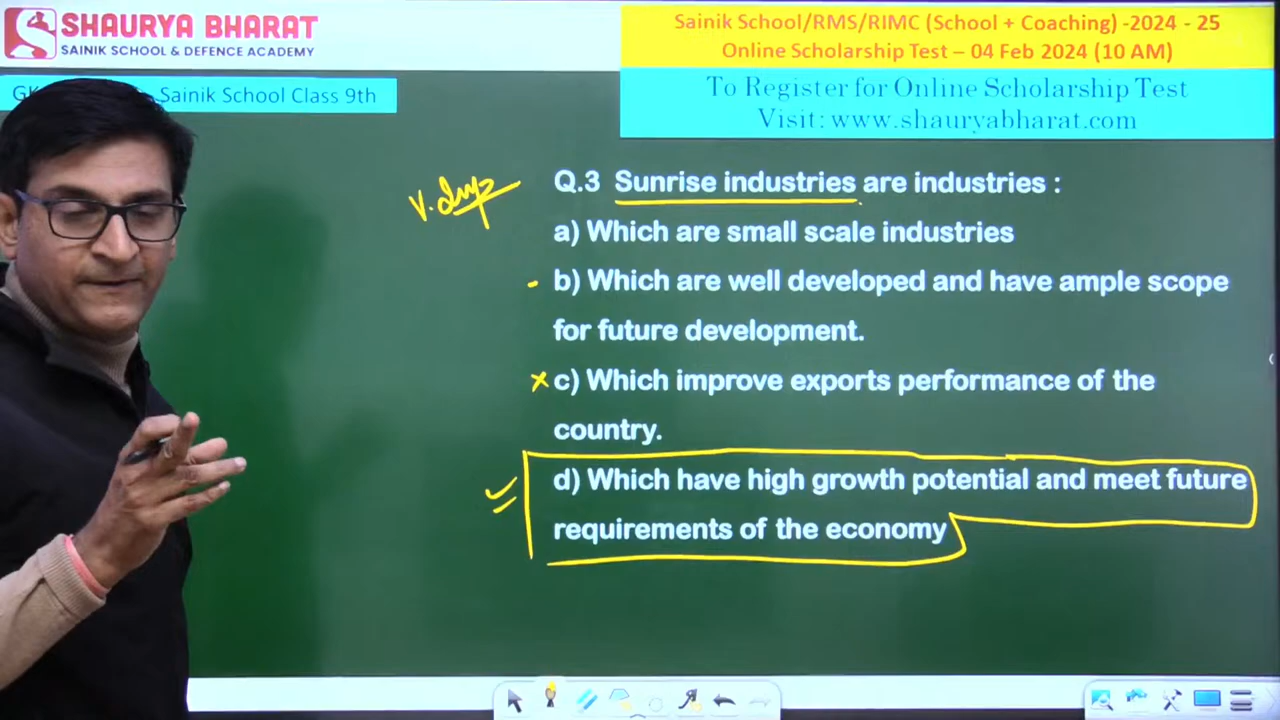 SHAURYA BHARAT
SAINIK SCHOOL & DEFENCE ACADEMY
Sainik School/RMS/RIMC (School + Coaching) -2024 - 25
Online Scholarship Test – 04 Feb 2024 (10 AM)
To Register for Online Scholarship Test
Visit: www.shauryabharat.com
GK
Sainik School Class 9th
V. Imp
Q.3 Sunrise industries are industries :
a) Which are small scale industries
b) Which are well developed and have ample scope
for future development.
c) Which improve exports performance of the
country.
d) Which have high growth potential and meet future
requirements of the economy